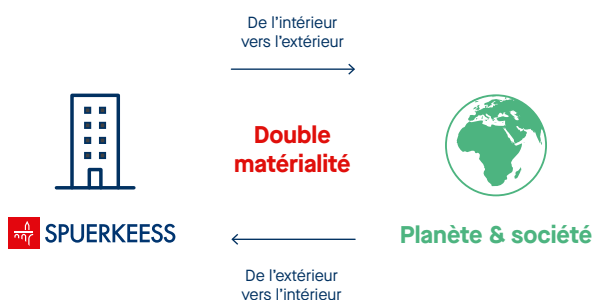 De l'intérieur
vers l'extérieur
Double
matérialité
SPUERKEESS
Planète & société
De l'extérieur
vers l'intérieur